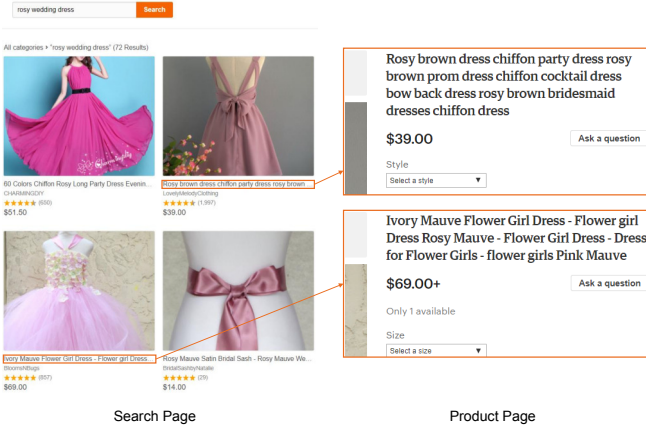 rosy wedding dress
Search
All categories › "rosy wedding dress" (72 Results)
Charmingdiy
60 Colors Chiffon Rosy Long Party Dress Evenin...
CHARMINGDIY
(650)
$51.50
Rosy brown dress chiffon party dress rosy brown
LovelyMelodyClothing
(1,997)
$39.00
Ivory Mauve Flower Girl Dress - Flower girl Dress...
BloomsNBugs
(857)
$69.00
Rosy Mauve Satin Bridal Sash - Rosy Mauve We...
BridalSashbyNatalie
(29)
$14.00
Search Page
Rosy brown dress chiffon party dress rosy
brown prom dress chiffon cocktail dress
bow back dress rosy brown bridesmaid
dresses chiffon dress
$39.00
Ask a question
Style
Select a style
Ivory Mauve Flower Girl Dress - Flower girl
Dress Rosy Mauve - Flower Girl Dress - Dress
for Flower Girls - flower girls Pink Mauve
$69.00+
Ask a question
Only 1 available
Size
Select a size
Product Page